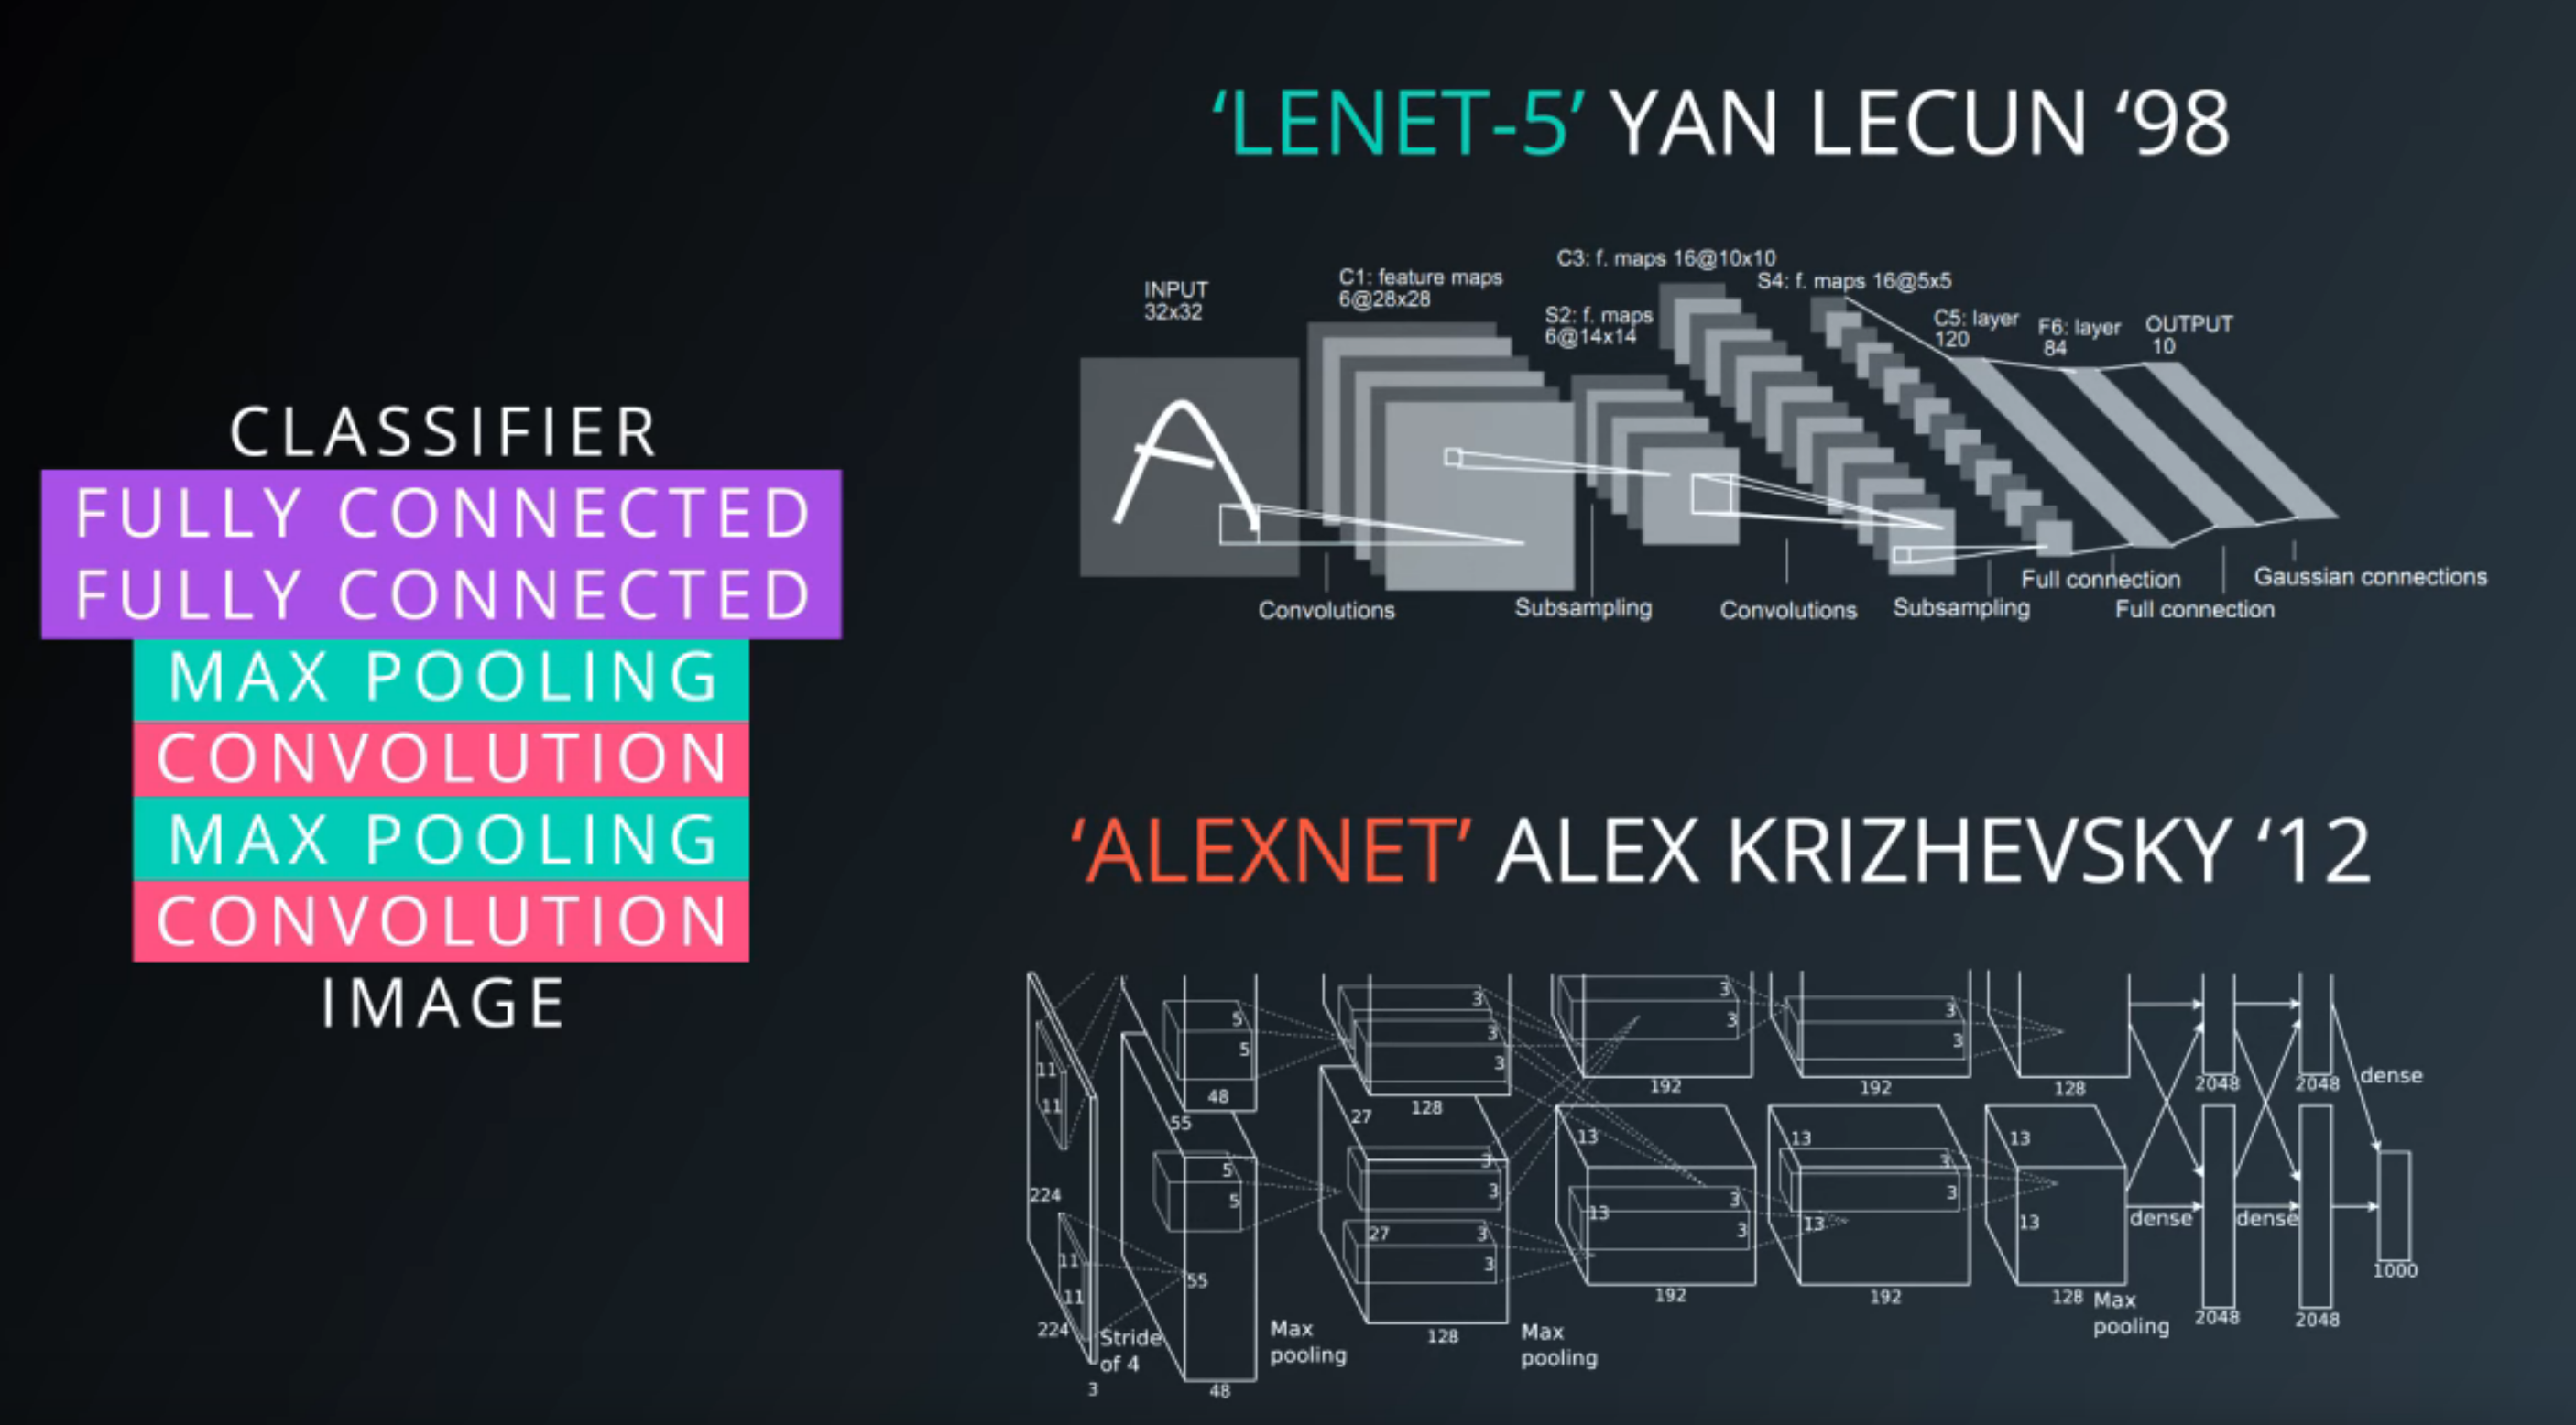 CLASSIFIER
FULLY CONNECTED
FULLY CONNECTED
MAX POOLING
CONVOLUTION
MAX POOLING
CONVOLUTION
IMAGE
‘LENET-5’ YAN LECUN ‘98
INPUT
32x32
C1: feature maps
6@28x28
S2: f. maps
6@14x14
C3: f. maps 16@10x10
S4: f. maps 16@5x5
C5: layer
120
F6: layer
84
OUTPUT
10
A
Convolutions
Subsampling
Convolutions
Subsampling
Full connection
Full connection
Gaussian connections
‘ALEXNET’ ALEX KRIZHEVSKY ‘12
11
11
224
11
11
224
3
Stride
of 4
5
5
48
55
5
5
55
48
Max
pooling
3
3
3
128
27
3
3
27
3
3
128
Max
pooling
3
3
192
13
3
13
3
192
3
3
192
13
3
3
13
192
128
13
13
128
Max
pooling
2048
2048
dense
dense
dense
2048
2048
1000